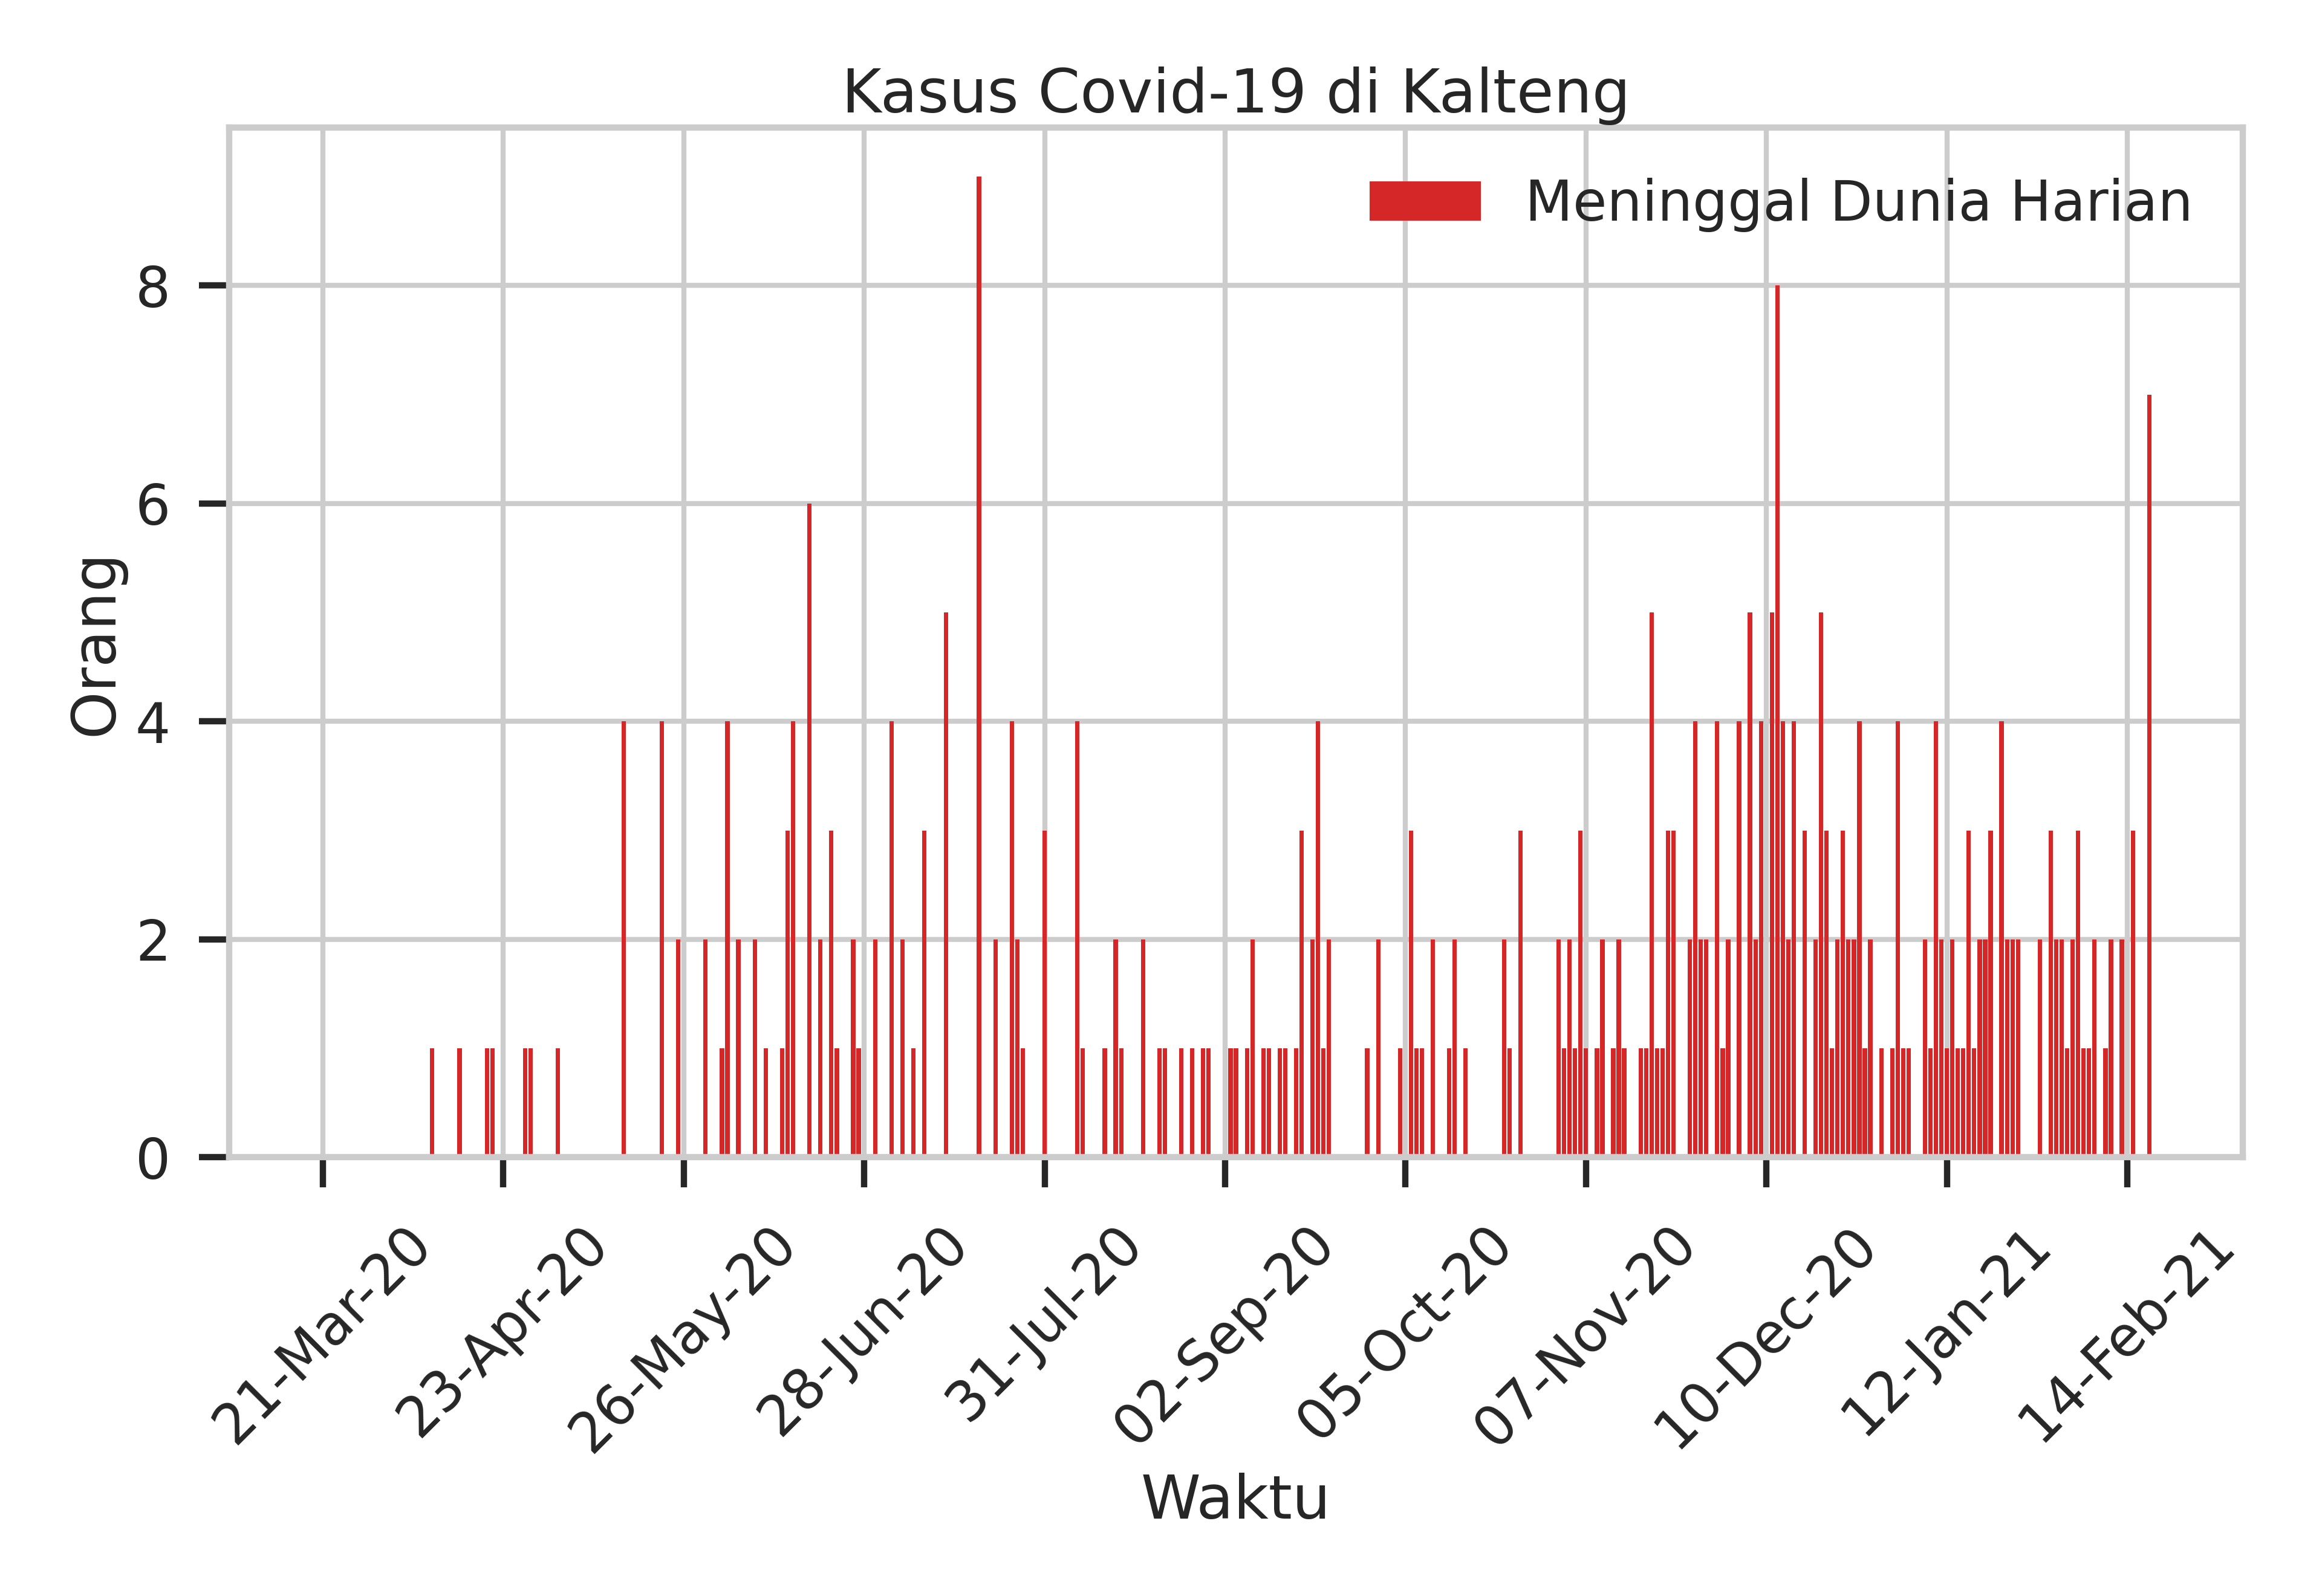 Kasus Covid-19 di Kalteng
Meninggal Dunia Harian
Orang
8
6
4
2
0
21-Mar-20
23-Apr-20
26-May-20
28-Jun-20
31-Jul-20
02-Sep-20
05-Oct-20
07-Nov-20
10-Dec-20
12-Jan-21
14-Feb-21
Waktu